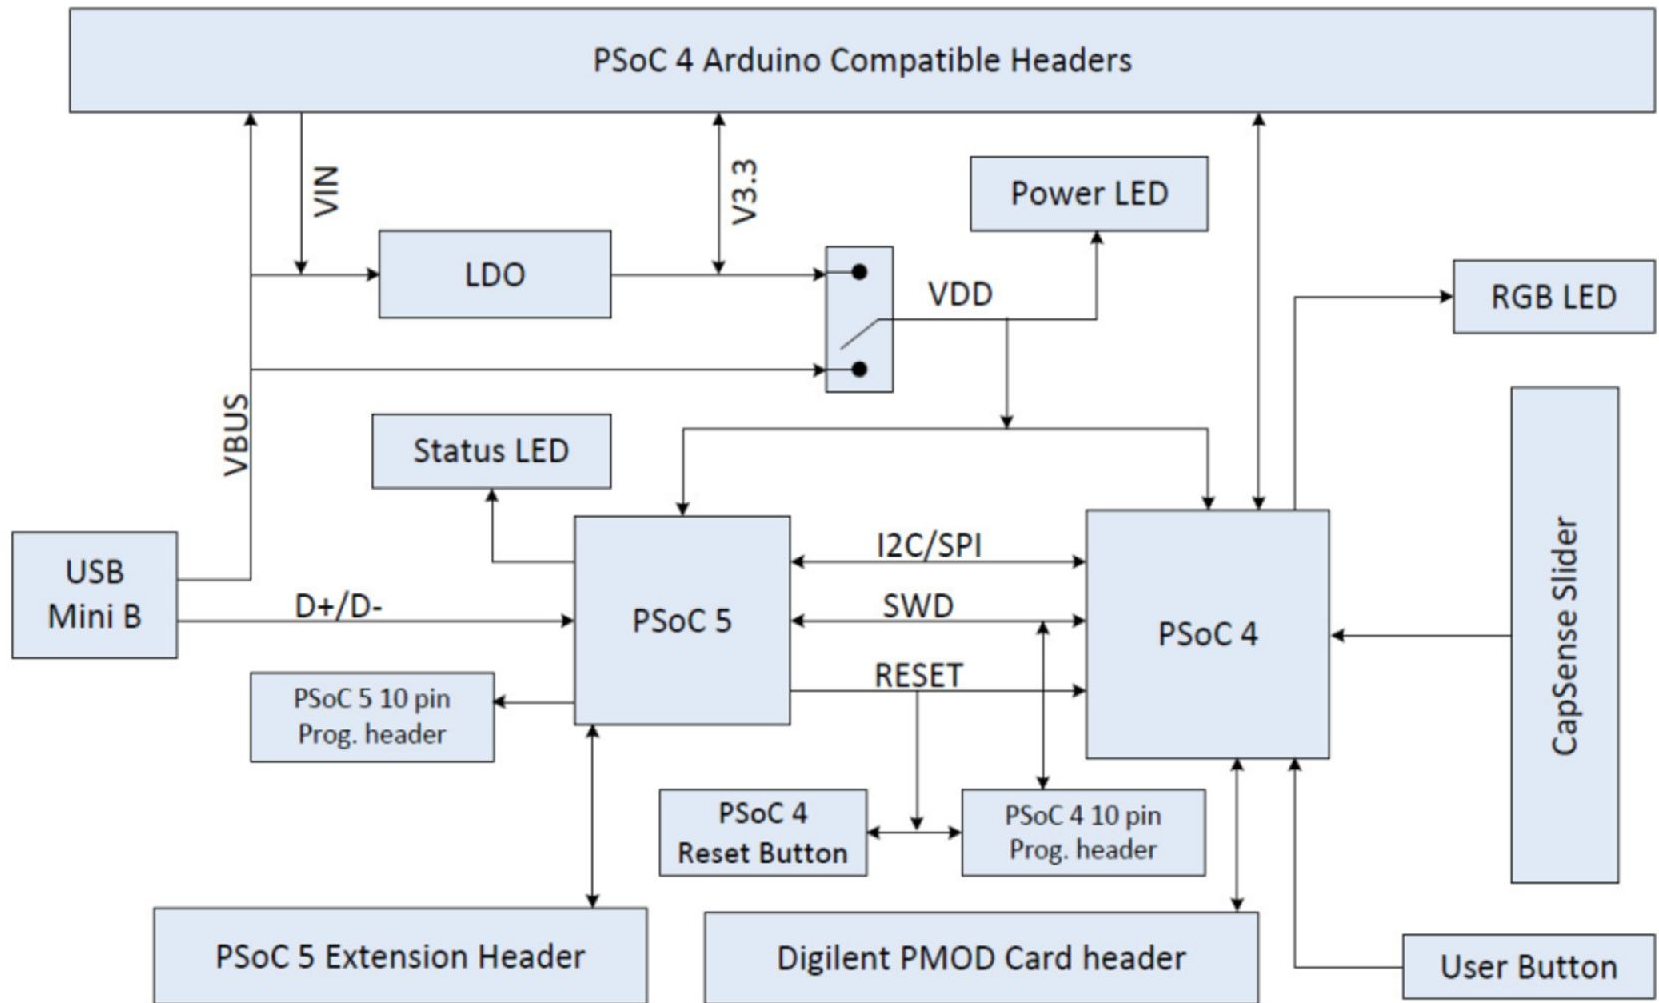 PSoC 4 Arduino Compatible Headers
VIN
V3.3
Power LED
LDO
VDD
RGB LED
VBUS
Status LED
CapSense Slider
USB
Mini B
D+/D-
PSoC 5
I2C/SPI
SWD
RESET
PSoC 4
PSoC 5 10 pin
Prog. header
PSoC 4
Reset Button
PSoC 4 10 pin
Prog. header
PSoC 5 Extension Header
Digilent PMOD Card header
User Button